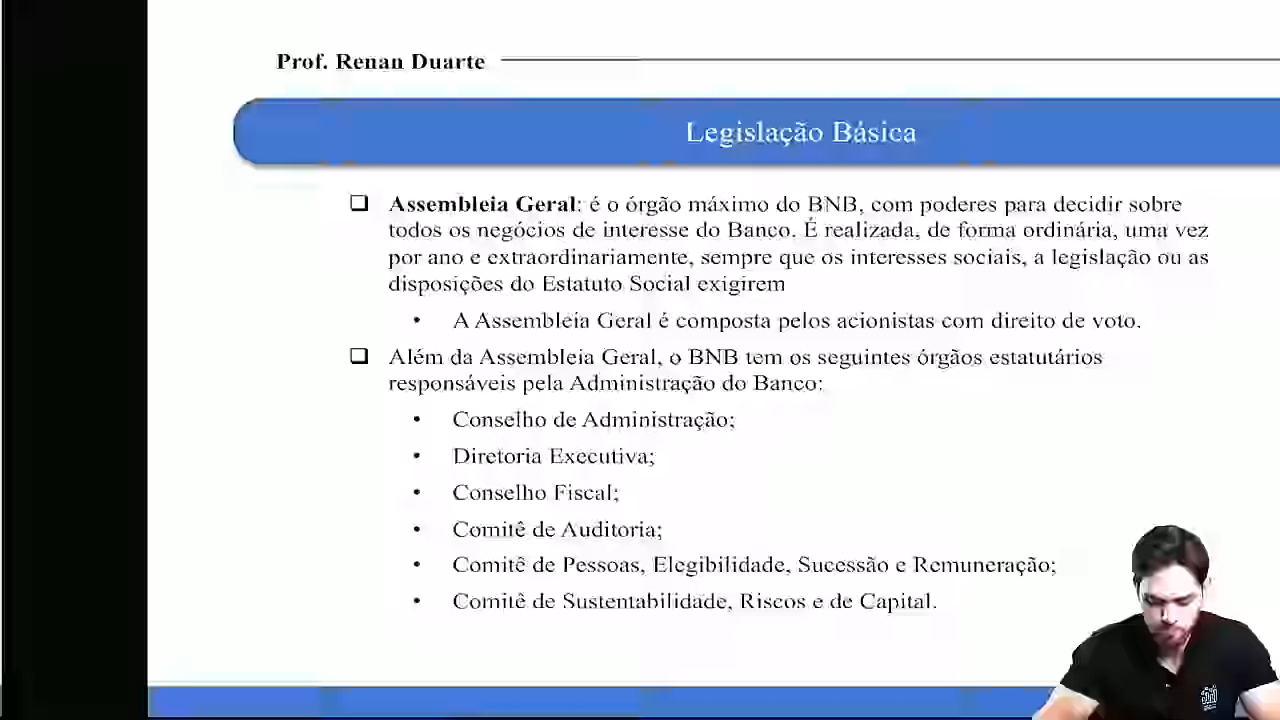 Prof. Renan Duarte
Legislação Básica
❑ Assembleia Geral: é o órgão máximo do BNB, com poderes para decidir sobre
todos os negócios de interesse do Banco. É realizada, de forma ordinária, uma vez
por ano e extraordinariamente, sempre que os interesses sociais, a legislação ou as
disposições do Estatuto Social exigirem
• A Assembleia Geral é composta pelos acionistas com direito de voto.
❑ Além da Assembleia Geral, o BNB tem os seguintes órgãos estatutários
responsáveis pela Administração do Banco:
• Conselho de Administração;
• Diretoria Executiva;
• Conselho Fiscal;
• Comitê de Auditoria;
• Comitê de Pessoas, Elegibilidade, Sucessão e Remuneração;
• Comitê de Sustentabilidade, Riscos e de Capital.